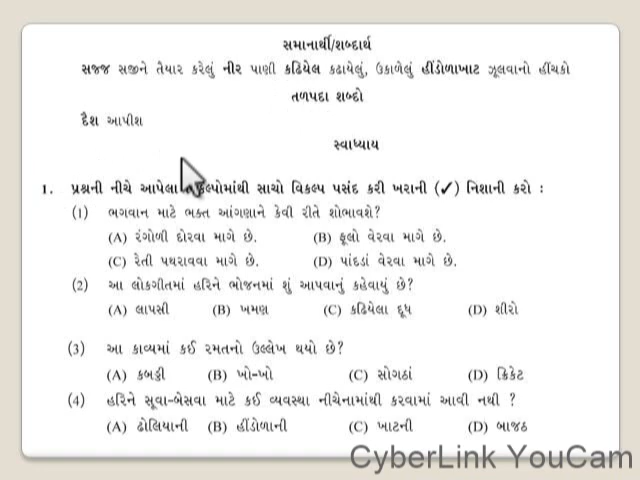 સમાનાર્થી/શબ્દાર્થ
સજ્જ સજીને તૈયાર કરેલું નીર પાણી કઢિયેલ કઢાયેલું, ઉકાળેલું હીંડોળાખાટ ઝૂલવાનો હીંચકો
તળપદા શબ્દો
દૈશ આપીશ
સ્વાધ્યાય
1. પ્રશ્નની નીચે આપેલા વિકલ્પોમાંથી સાચો વિકલ્પ પસંદ કરી ખરાની (✓) નિશાની કરો :
(1) ભગવાન માટે ભક્ત આંગણાને કેવી રીતે શોભાવશે?
(A) રંગોળી દોરવા માગે છે. (B) ફૂલો વેરવા માગે છે.
(C) રેતી પથરાવવા માગે છે. (D) પાંદડાં વેરવા માગે છે.
(2) આ લોકગીતમાં હરિને ભોજનમાં શું આપવાનું કહેવાયું છે?
(A) લાપસી (B) ખમણ (C) કઢિયેલા દૂધ (D) શીરો
(3) આ કાવ્યમાં કઈ રમતનો ઉલ્લેખ થયો છે?
(A) કબડ્ડી (B) ખો-ખો (C) સોગઠાં (D) ક્રિકેટ
(4) હરિને સૂવા-બેસવા માટે કઈ વ્યવસ્થા નીચેનામાંથી કરવામાં આવી નથી ?
(A) ઢોલિયાની (B) હીંડોળાની (C) ખાટની (D) બાજઠ
CyberLink YouCam